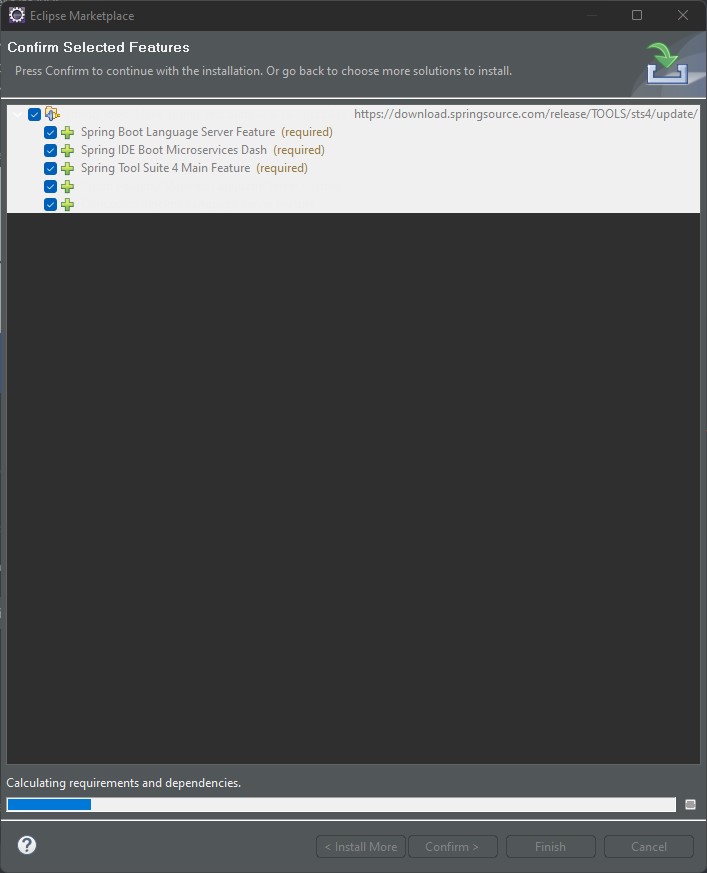 Eclipse Marketplace
Confirm Selected Features
Press Confirm to continue with the installation. Or go back to choose more solutions to install.
https://download.springsource.com/release/TOOLS/sts4/update/
Spring Boot Language Server Feature (required)
Spring IDE Boot Microservices Dash (required)
Spring Tool Suite 4 Main Feature (required)
Calculating requirements and dependencies.
?
< Install More
Confirm >
Finish
Cancel